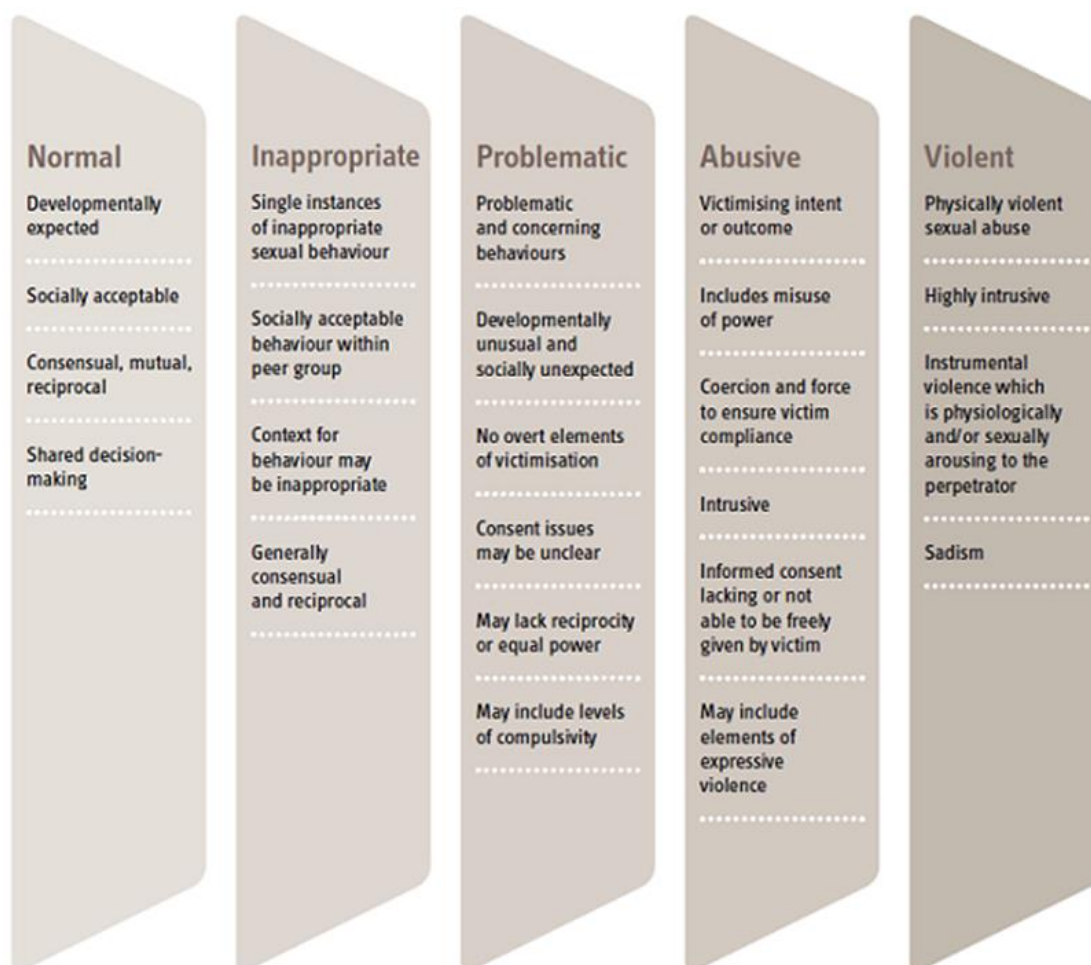 Normal
Developmentally
expected
Socially acceptable
Consensual, mutual,
reciprocal
Shared decision-
making
Inappropriate
Single instances
of inappropriate
sexual behaviour
Socially acceptable
behaviour within
peer group
Context for
behaviour may
be inappropriate
Generally
consensual
and reciprocal
Problematic
Problematic
and concerning
behaviours
Developmentally
unusual and
socially unexpected
No overt elements
of victimisation
Consent issues
may be unclear
May lack reciprocity
or equal power
May include levels
of compulsivity
Abusive
Victimising intent
or outcome
Includes misuse
of power
Coercion and force
to ensure victim
compliance
Intrusive
Informed consent
lacking or not
able to be freely
given by victim
May include
elements of
expressive
violence
Violent
Physically violent
sexual abuse
Highly intrusive
Instrumental
violence which
is physiologically
and/or sexually
arousing to the
perpetrator
Sadism